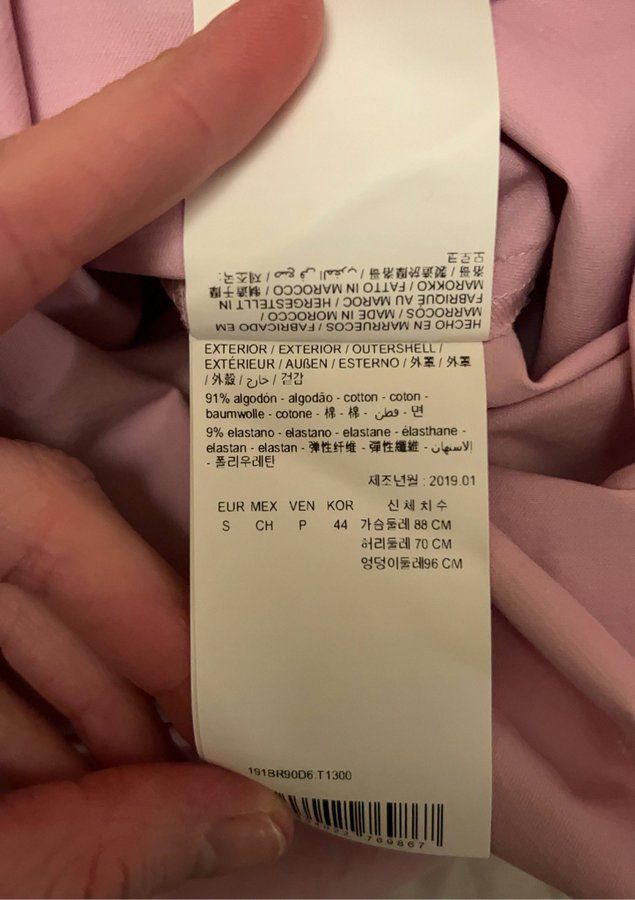 HECHO EN MARRUECOS / FABRICADO EM
MARROCOS / MADE IN MOROCCO /
FABRIQUÉ AU MAROC / HERGESTELLT IN
MAROKKO / FATTO IN MAROCCO / 制造于摩
洛哥 / 製造於摩洛哥 / صنع في المغرب / 제조국:
모로코
EXTERIOR / EXTERIOR / OUTERSHELL /
EXTÉRIEUR / AUßEN / ESTERNO / 外罩 / 外罩
/ 外殼 / خارج / 겉감
91% algodón - algodão - cotton - coton -
baumwolle - cotone - 棉 - 棉 - قطن - 면
9% elastano - elastano - elastane - élasthane -
elastan - elastan - 弹性纤维 - 彈性纖維 - الاستهان
- 폴리우레탄
제조년월 : 2019.01
EUR MEX VEN KOR 신체치수
S CH P 44 가슴둘레 88 CM
허리둘레 70 CM
엉덩이둘레96 CM
191BR90D6.T1300
769867